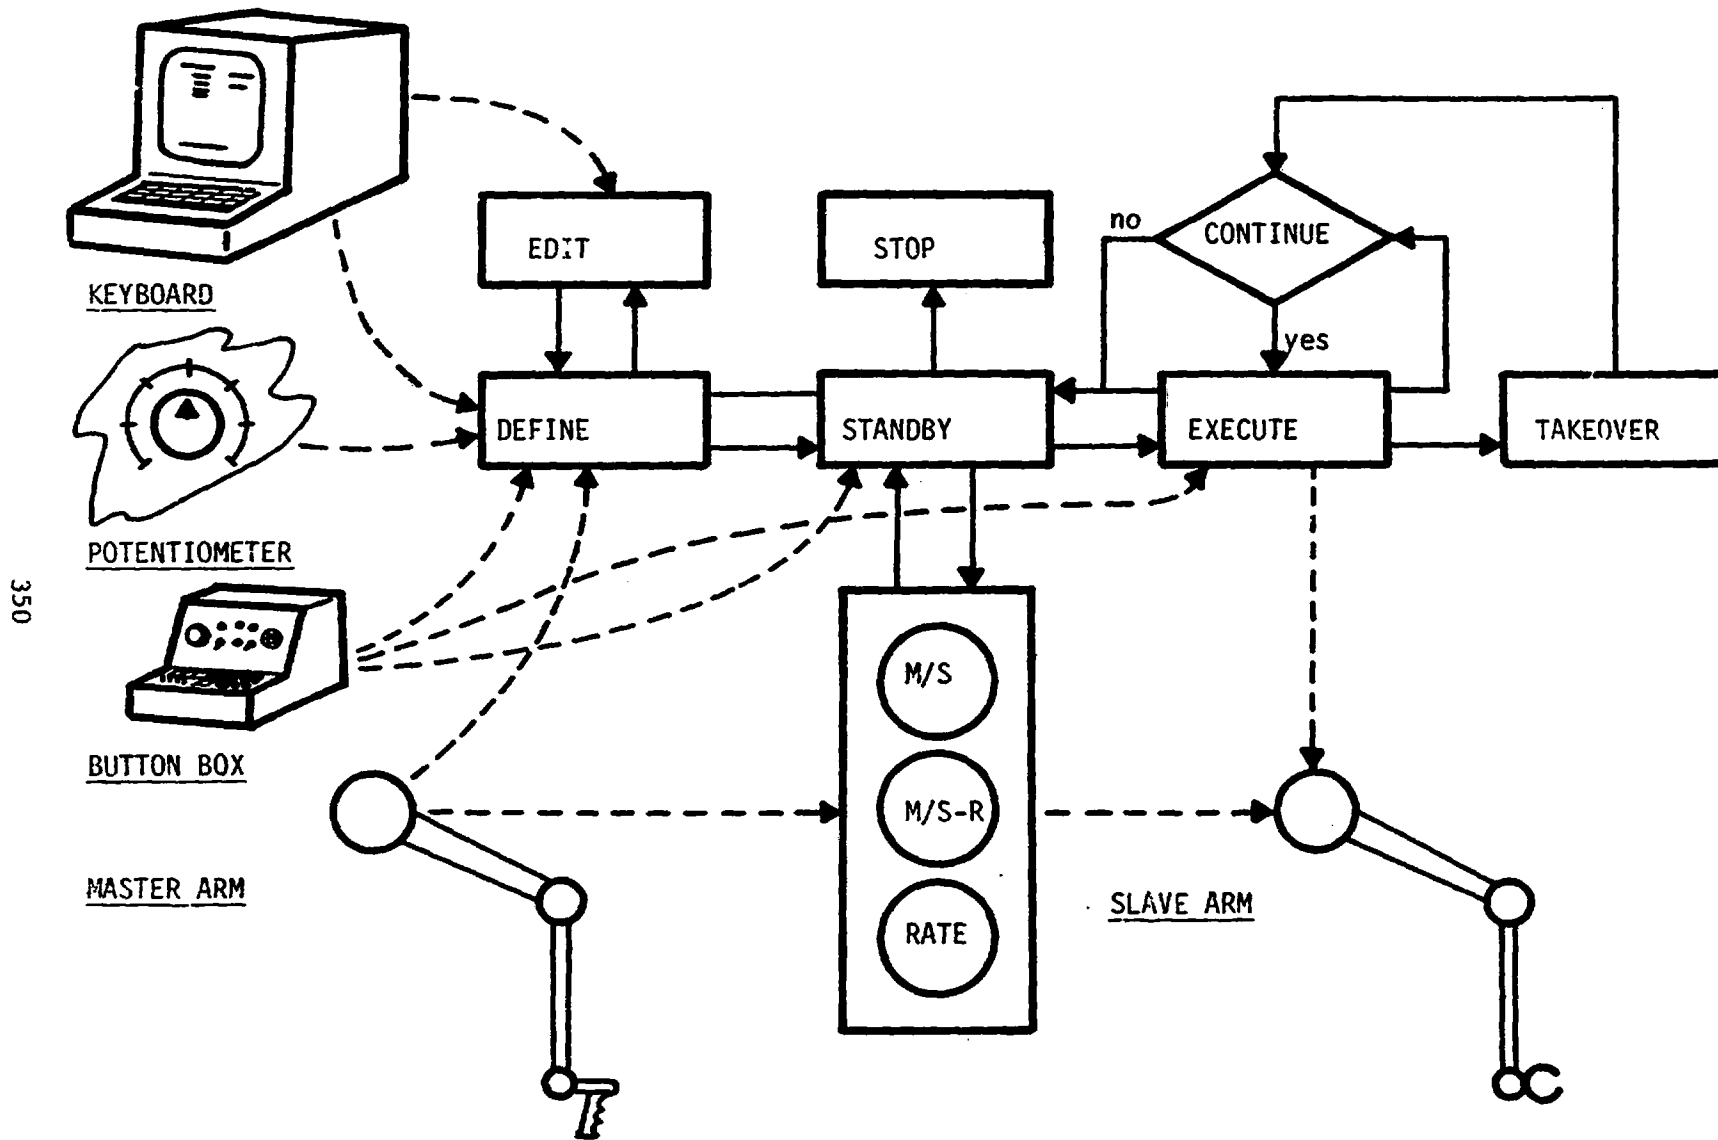 KEYBOARD
POTENTIOMETER
BUTTON BOX
MASTER ARM
EDIT
STOP
no
CONTINUE
yes
DEFINE
STANDBY
EXECUTE
TAKEOVER
M/S
M/S-R
RATE
SLAVE ARM
350